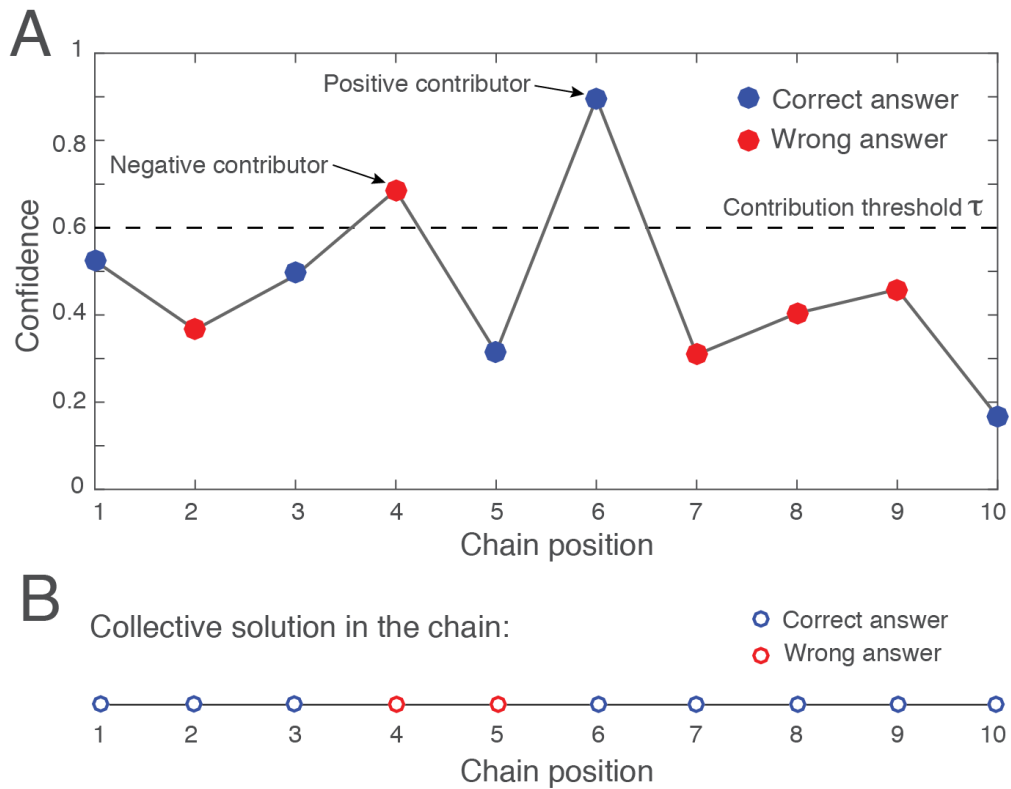 A
1
Positive contributor
Correct answer
0.8
Wrong answer
Negative contributor
Contribution threshold τ
0.6
Confidence
0.4
0.2
0
1 2 3 4 5 6 7 8 9 10
Chain position
B
Collective solution in the chain:
Correct answer
Wrong answer
1 2 3 4 5 6 7 8 9 10
Chain position